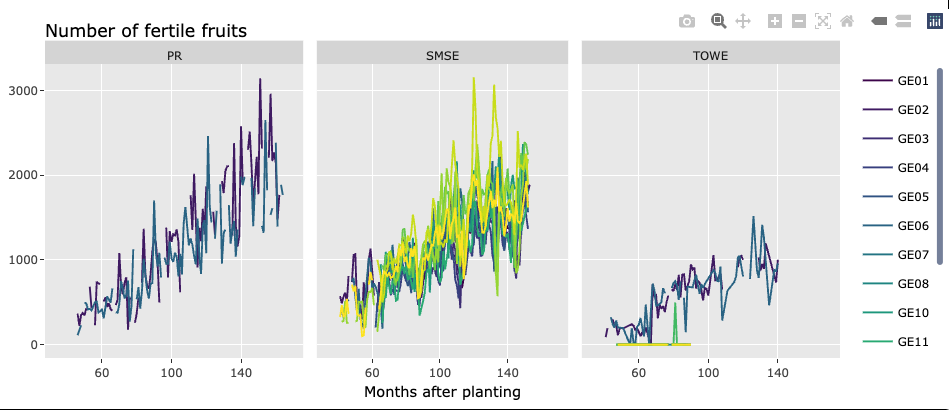 Number of fertile fruits
PR SMSE TOWE
3000
2000
1000
0
60 100 140 60 100 140 60 100 140
Months after planting
GE01
GE02
GE03
GE04
GE05
GE06
GE07
GE08
GE10
GE11